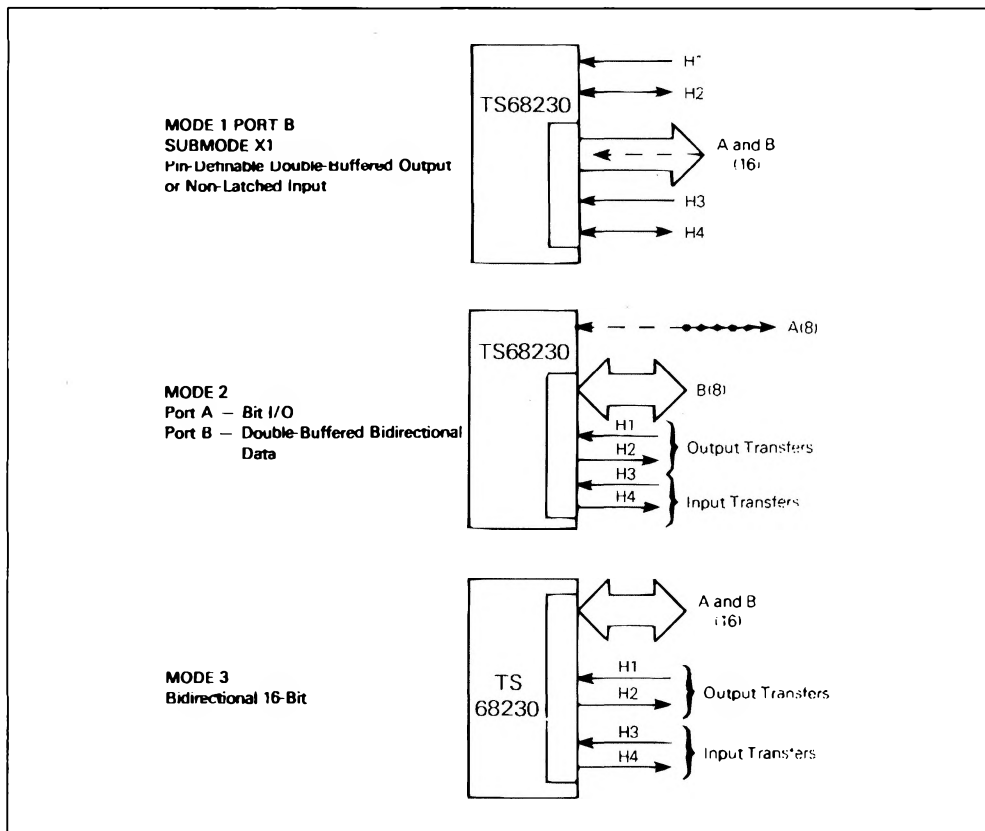 MODE 1 PORT B
SUBMODE X1
Pin-Definable Double-Buffered Output
or Non-Latched Input
TS68230
H1
H2
A and B
(16)
H3
H4
MODE 2
Port A — Bit I/O
Port B — Double-Buffered Bidirectional
Data
TS68230
A(8)
B(8)
H1
H2
Output Transfers
H3
H4
Input Transfers
MODE 3
Bidirectional 16-Bit
TS
68230
A and B
(16)
H1
H2
Output Transfers
H3
H4
Input Transfers